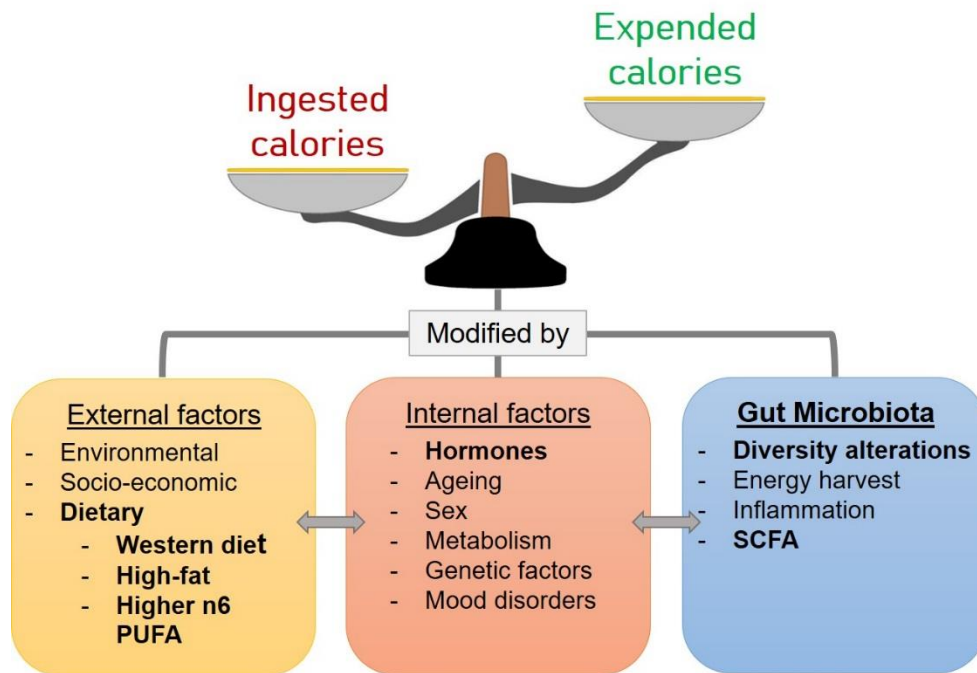 Expended
calories
Ingested
calories
Modified by
External factors
- Environmental
- Socio-economic
- Dietary
- Western diet
- High-fat
- Higher n6
PUFA
Internal factors
- Hormones
- Ageing
- Sex
- Metabolism
- Genetic factors
- Mood disorders
Gut Microbiota
- Diversity alterations
- Energy harvest
- Inflammation
- SCFA